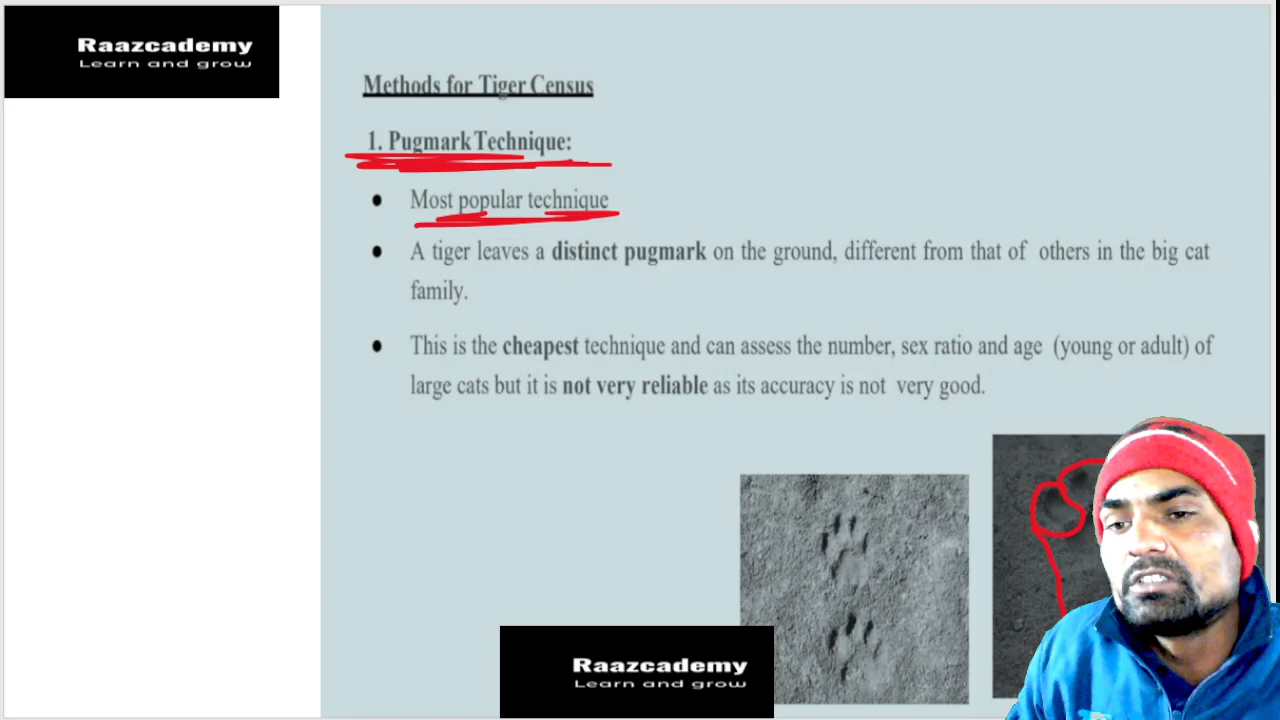 Raazcademy
Learn and grow
Methods for Tiger Census
1. Pugmark Technique:
● Most popular technique
● A tiger leaves a distinct pugmark on the ground, different from that of others in the big cat
family.
● This is the cheapest technique and can assess the number, sex ratio and age (young or adult) of
large cats but it is not very reliable as its accuracy is not very good.
Raazcademy
Learn and grow